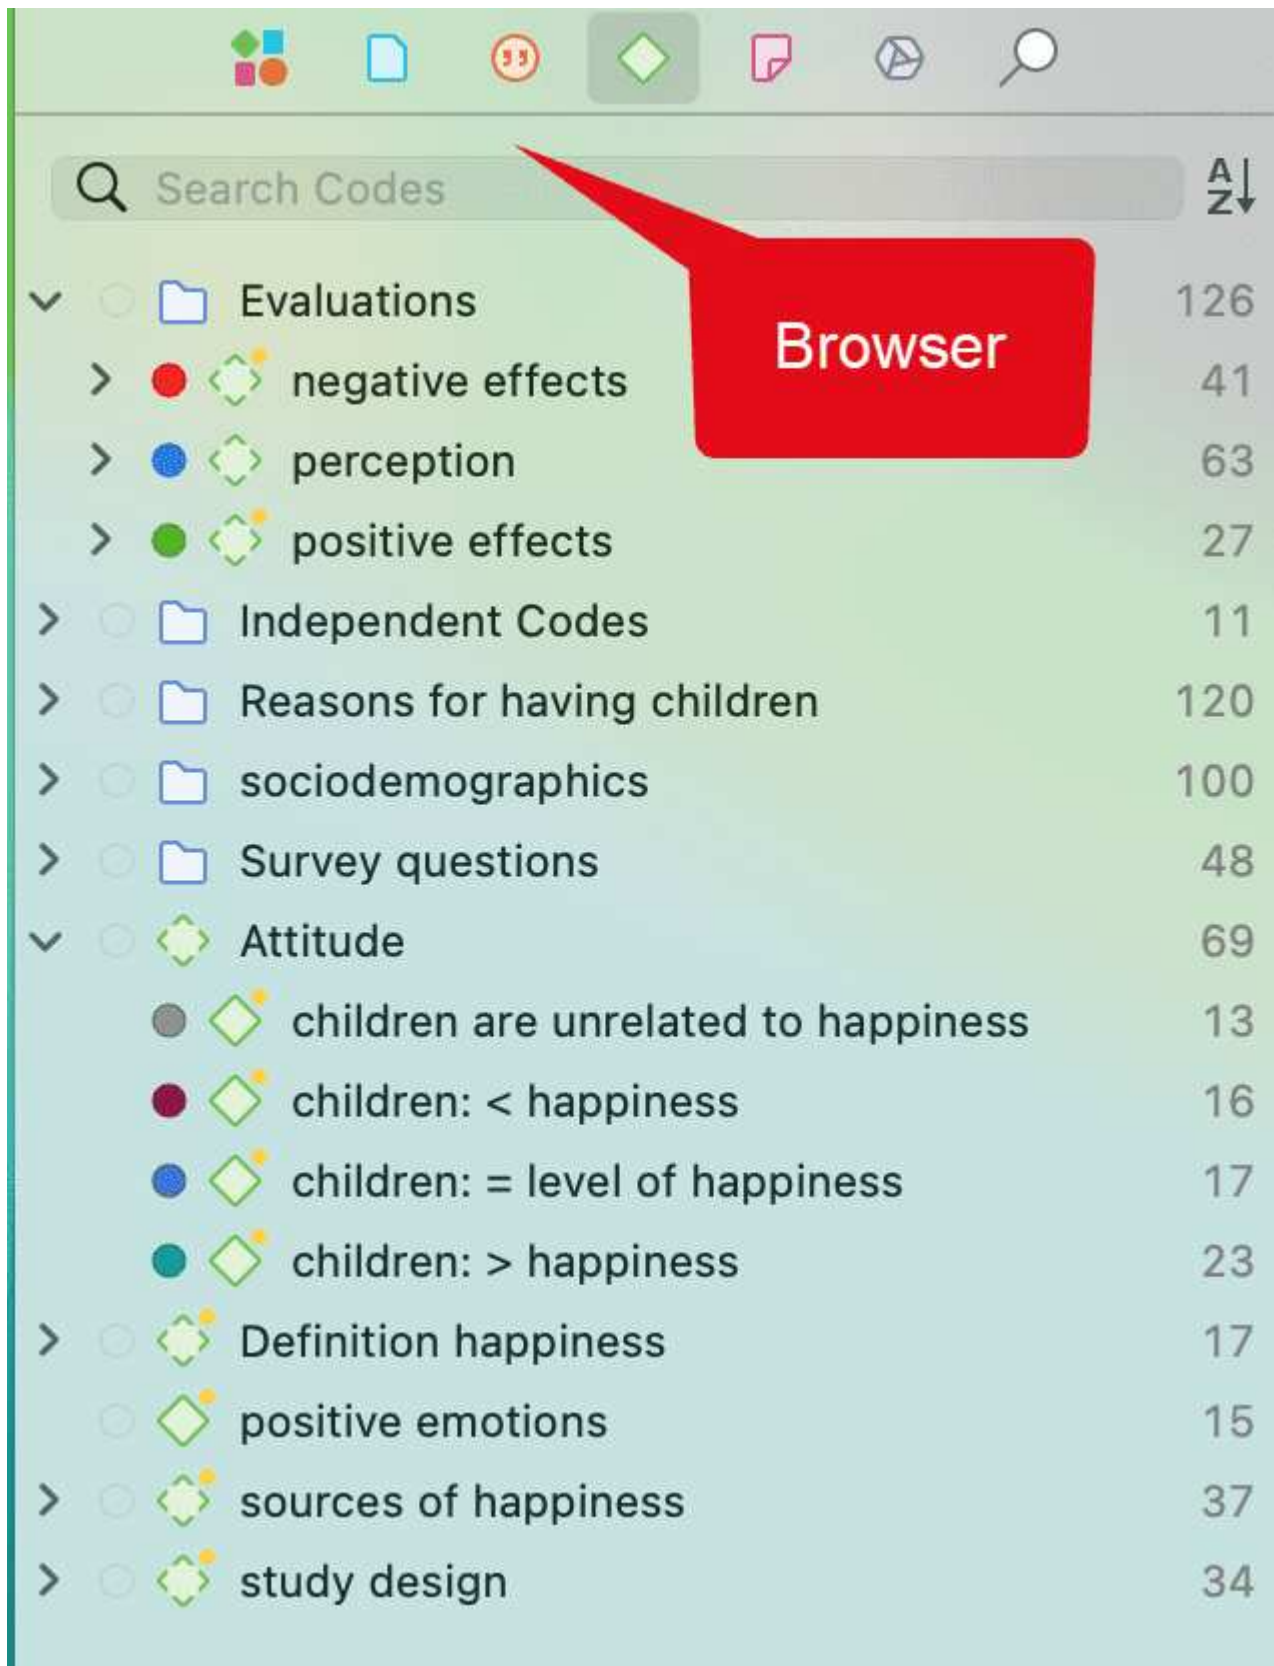 Search Codes
A
Z
Browser
Evaluations 126
negative effects 41
perception 63
positive effects 27
Independent Codes 11
Reasons for having children 120
sociodemographics 100
Survey questions 48
Attitude 69
children are unrelated to happiness 13
children: < happiness 16
children: = level of happiness 17
children: > happiness 23
Definition happiness 17
positive emotions 15
sources of happiness 37
study design 34